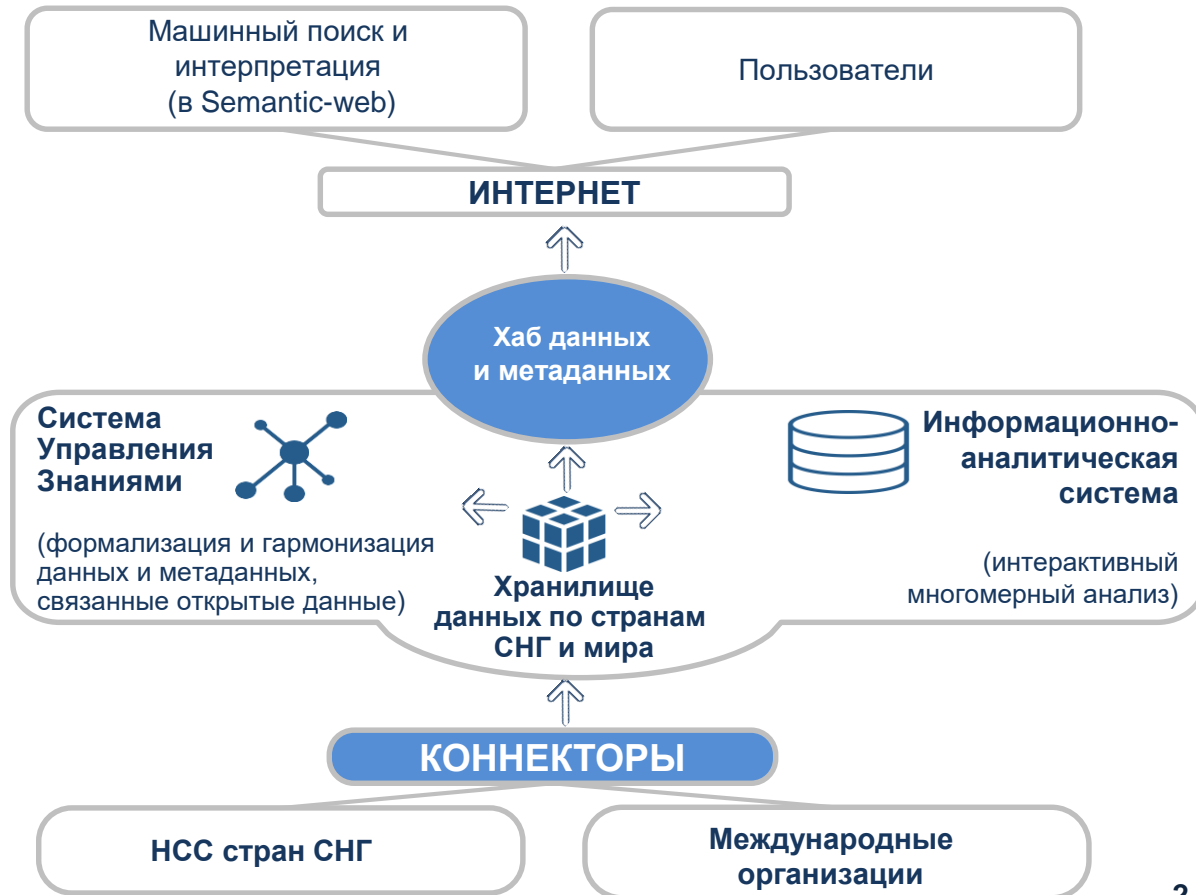 Машинный поиск и
интерпретация
(в Semantic-web)
Пользователи
ИНТЕРНЕТ
Хаб данных
и метаданных
Система
Управления
Знаниями
(формализация и гармонизация
данных и метаданных,
связанные открытые данные)
Информационно-
аналитическая
система
(интерактивный
многомерный анализ)
Хранилище
данных по странам
СНГ и мира
КОННЕКТОРЫ
НСС стран СНГ
Международные
организации
2